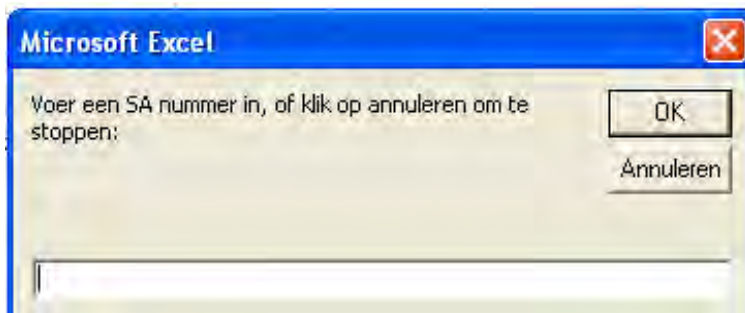 Microsoft Excel
Voer een SA nummer in, of klik op annuleren om te
stoppen:
OK
Annuleren